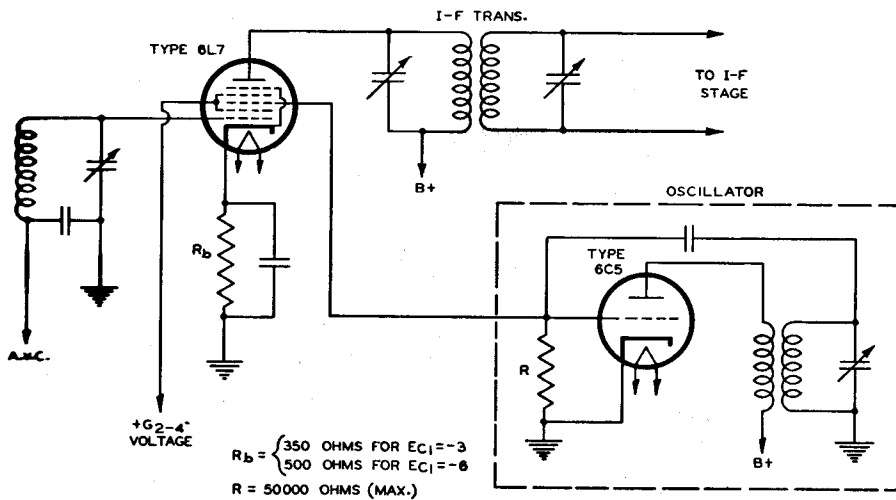 I-F TRANS.
TYPE 6L7
TO I-F
STAGE
B+
OSCILLATOR
TYPE
6C5
Rb
R
A.V.C.
+G2-4
VOLTAGE
B+
Rb = { 350 OHMS FOR EC1=-3
500 OHMS FOR EC1=-6
R = 50000 OHMS (MAX.)